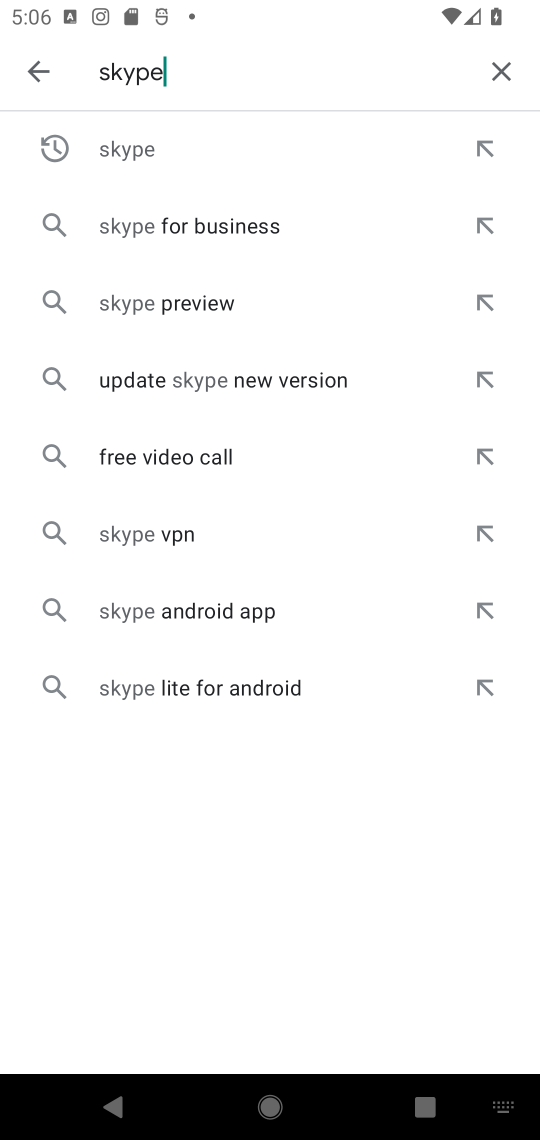 5:06
skype
skype
skype for business
skype preview
update skype new version
free video call
skype vpn
skype android app
skype lite for android